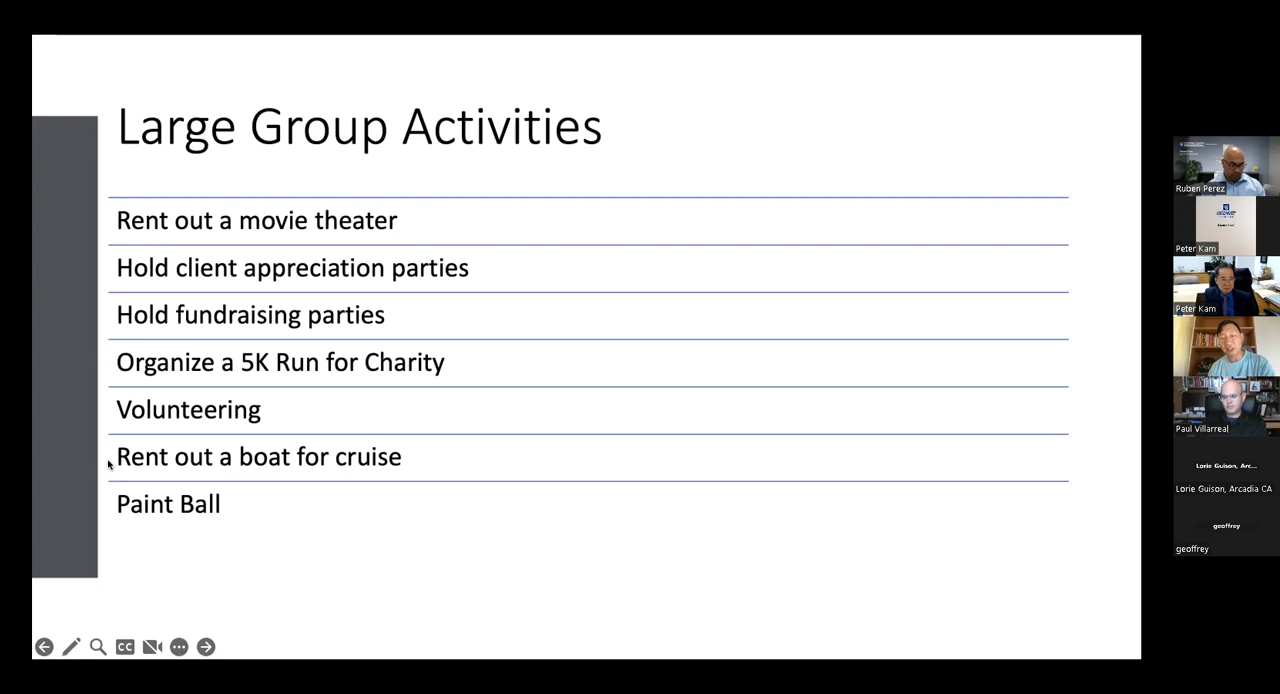 Large Group Activities
Rent out a movie theater
Hold client appreciation parties
Hold fundraising parties
Organize a 5K Run for Charity
Volunteering
Rent out a boat for cruise
Paint Ball
CC
Ruben Perez
Peter Kam
Peter Kam
Paul Villarreal
Lorie Guison, Arc...
Lorie Guison, Arcadia CA
geoffrey
geoffrey